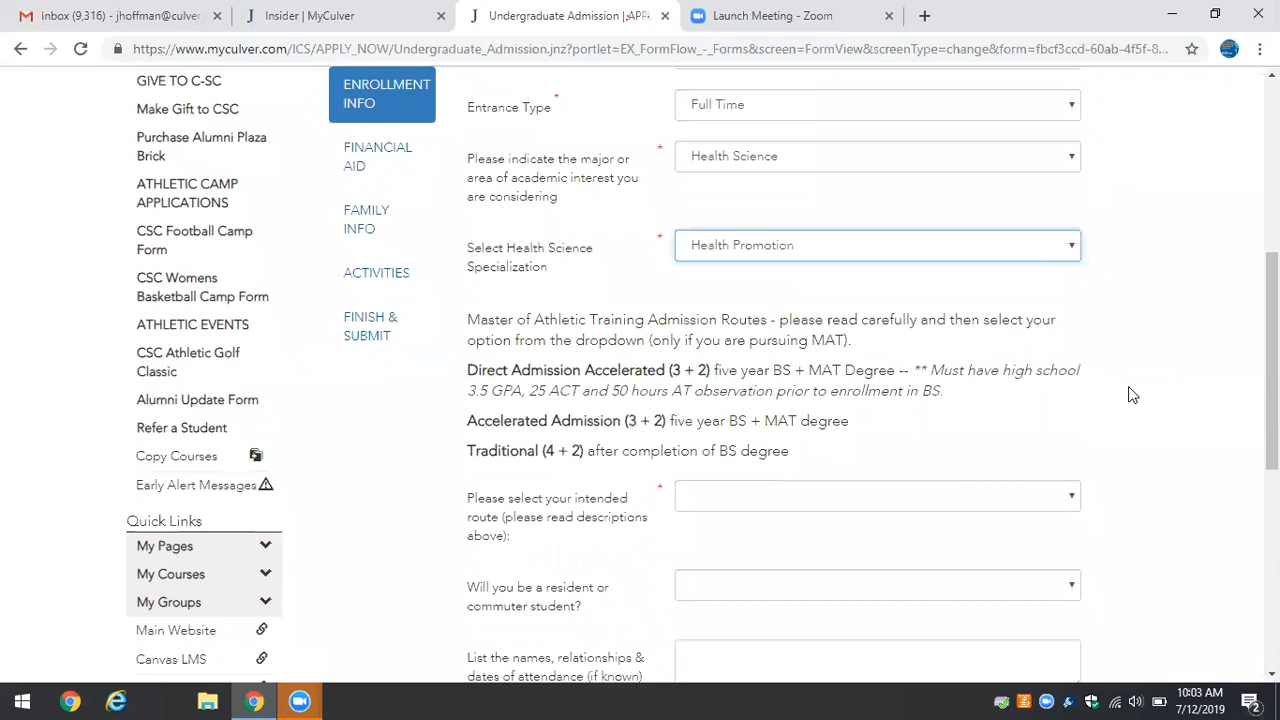 inbox (9,316) - jhoffman@culver
Insider | MyCulver
Undergraduate Admission | APPL
Launch Meeting - Zoom
https://www.myculver.com/ICS/APPLY_NOW/Undergraduate_Admission.jnz?portlet=EX_FormFlow_-_Forms&screen=FormView&screenType=change&form=fbcf3ccd-60ab-4f5f-8...
GIVE TO C-SC
Make Gift to CSC
Purchase Alumni Plaza
Brick
ATHLETIC CAMP
APPLICATIONS
CSC Football Camp
Form
CSC Womens
Basketball Camp Form
ATHLETIC EVENTS
CSC Athletic Golf
Classic
Alumni Update Form
Refer a Student
Copy Courses
Early Alert Messages
Quick Links
My Pages
My Courses
My Groups
Main Website
Canvas LMS
ENROLLMENT
INFO
FINANCIAL
AID
FAMILY
INFO
ACTIVITIES
FINISH &
SUBMIT
Entrance Type *
Full Time
Please indicate the major or *
area of academic interest you
are considering
Health Science
Select Health Science *
Specialization
Health Promotion
Master of Athletic Training Admission Routes - please read carefully and then select your
option from the dropdown (only if you are pursuing MAT).
Direct Admission Accelerated (3 + 2) five year BS + MAT Degree -- ** Must have high school
3.5 GPA, 25 ACT and 50 hours AT observation prior to enrollment in BS.
Accelerated Admission (3 + 2) five year BS + MAT degree
Traditional (4 + 2) after completion of BS degree
Please select your intended *
route (please read descriptions
above):
Will you be a resident or
commuter student?
List the names, relationships &
dates of attendance (if known)
10:03 AM
7/12/2019
2